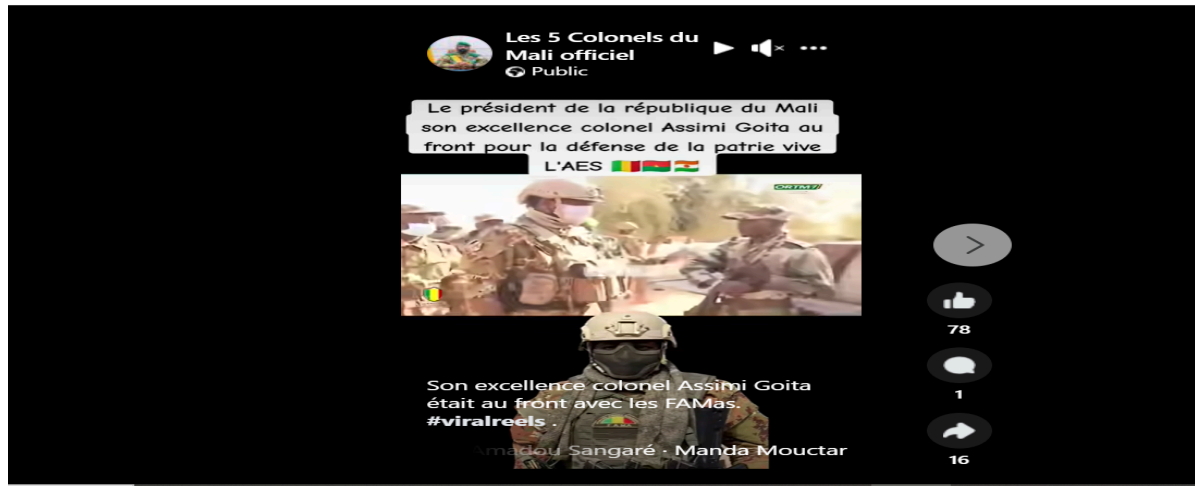 Les 5 Colonels du
Mali officiel
Public
Le président de la république du Mali
son excellence colonel Assimi Goita au
front pour la défense de la patrie vive
L'AES
ORTM1
Son excellence colonel Assimi Goita
était au front avec les FAMas.
#viralreels .
Amadou Sangaré · Manda Mouctar
78
1
16